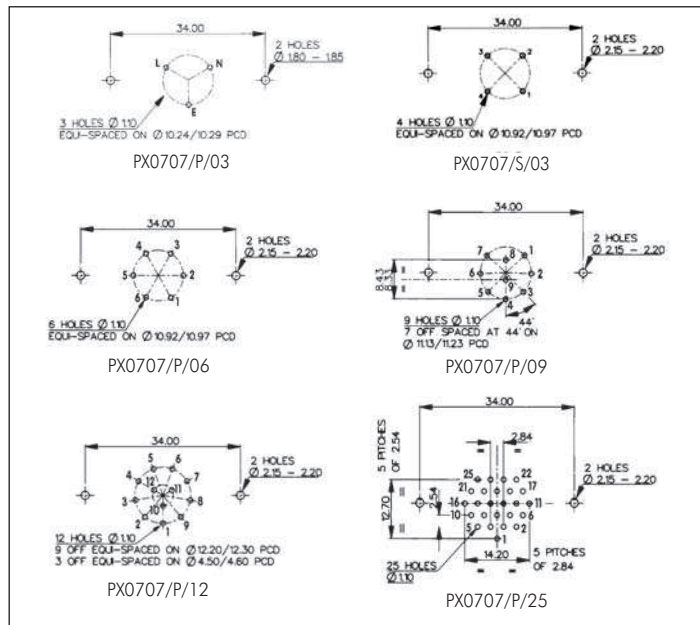 34.00
2 HOLES
Ø 1.80 - 1.85
L
N
E
3 HOLES Ø 1.10
EQUI-SPACED ON Ø 10.24/10.29 PCD
PX0707/P/03
34.00
2 HOLES
Ø 2.15 - 2.20
3
2
4
1
4 HOLES Ø 1.10
EQUI-SPACED ON Ø 10.92/10.97 PCD
PX0707/S/03
34.00
2 HOLES
Ø 2.15 - 2.20
4
3
5
2
6
1
6 HOLES Ø 1.10
EQUI-SPACED ON Ø 10.92/10.97 PCD
PX0707/P/06
34.00
2 HOLES
Ø 2.15 - 2.20
7
8
1
6
2
9
5
3
4
8.43
8.33
=
=
44'
9 HOLES Ø 1.10
7 OFF SPACED AT 44' ON
Ø 11.13/11.23 PCD
PX0707/P/09
34.00
2 HOLES
Ø 2.15 - 2.20
5
6
4
7
12
11
3
8
10
2
9
1
12 HOLES Ø 1.10
9 OFF EQUI-SPACED ON Ø 12.20/12.30 PCD
3 OFF EQUI-SPACED ON Ø 4.50/4.60 PCD
PX0707/P/12
34.00
5 PITCHES
OF 2.54
=
=
2.84
2 HOLES
Ø 2.15 - 2.20
25
22
21
17
16
11
10
6
5
2
1
12.70
2.54
=
=
25 HOLES
Ø 1.10
14.20
5 PITCHES
OF 2.84
=
=
PX0707/P/25